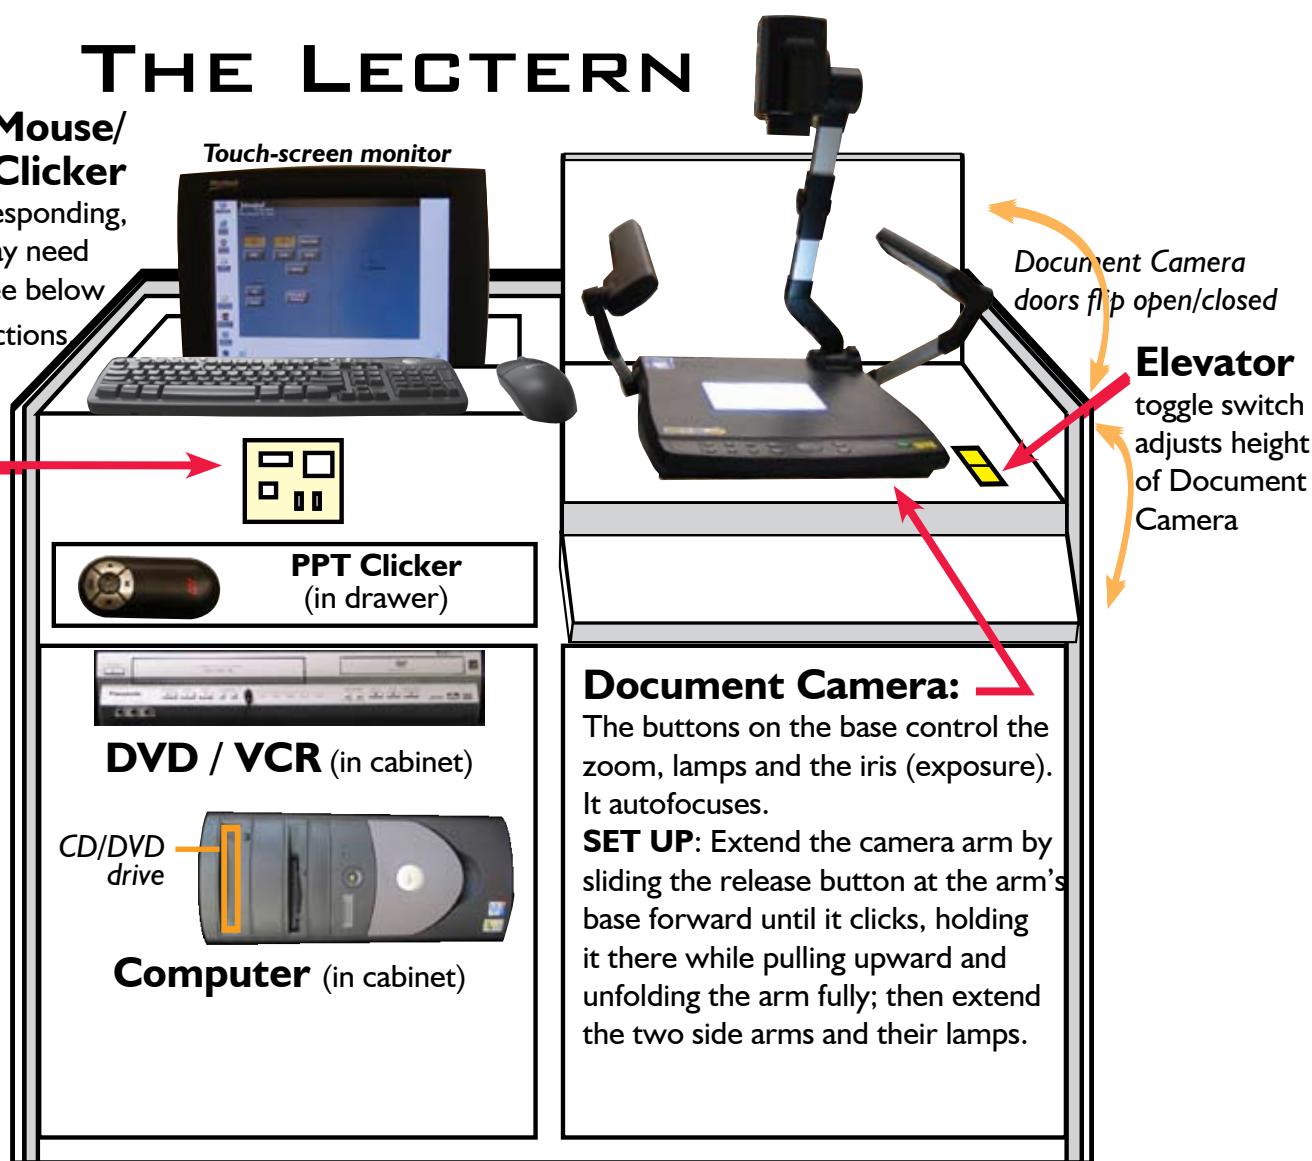 THE LECTERN
Mouse/
Clicker
esponding,
ay need
ee below
ctions
Touch-screen monitor
Document Camera
doors flip open/closed
Elevator
toggle switch
adjusts height
of Document
Camera
PPT Clicker
(in drawer)
DVD / VCR (in cabinet)
CD/DVD
drive
Computer (in cabinet)
Document Camera:
The buttons on the base control the
zoom, lamps and the iris (exposure).
It autofocuses.
SET UP: Extend the camera arm by
sliding the release button at the arm's
base forward until it clicks, holding
it there while pulling upward and
unfolding the arm fully; then extend
the two side arms and their lamps.